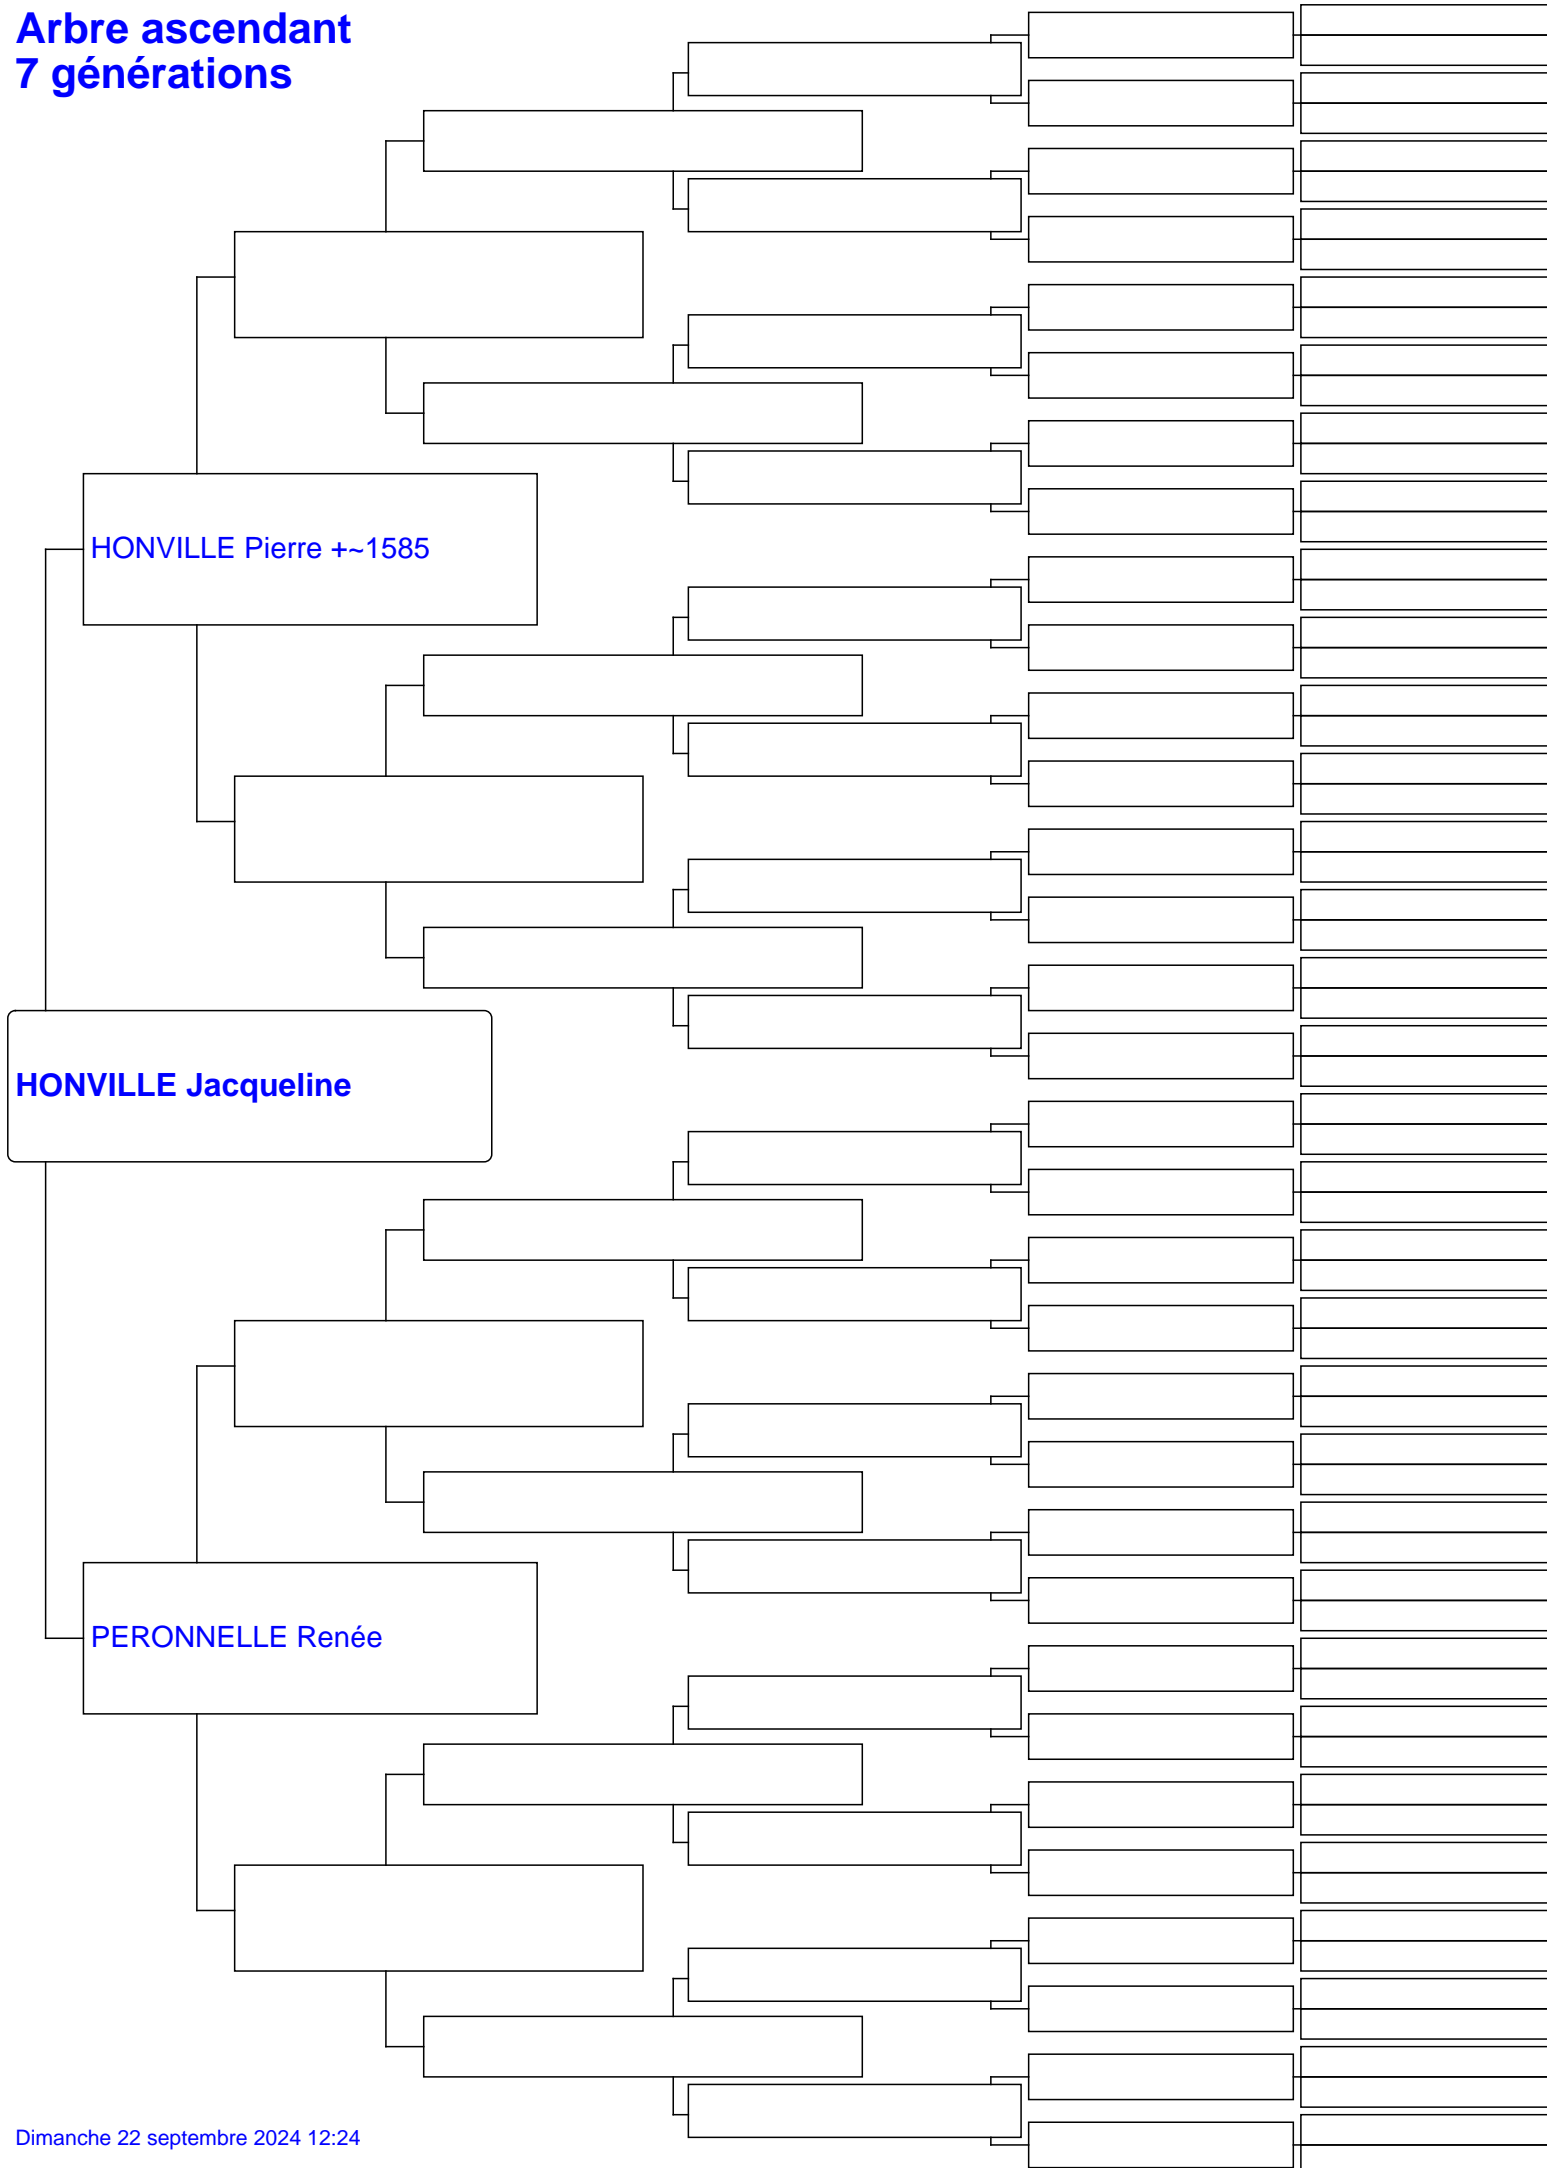 Arbre ascendant
7 générations
HONVILLE Pierre +~1585
HONVILLE Jacqueline
PERONNELLE Renée
Dimanche 22 septembre 2024 12:24